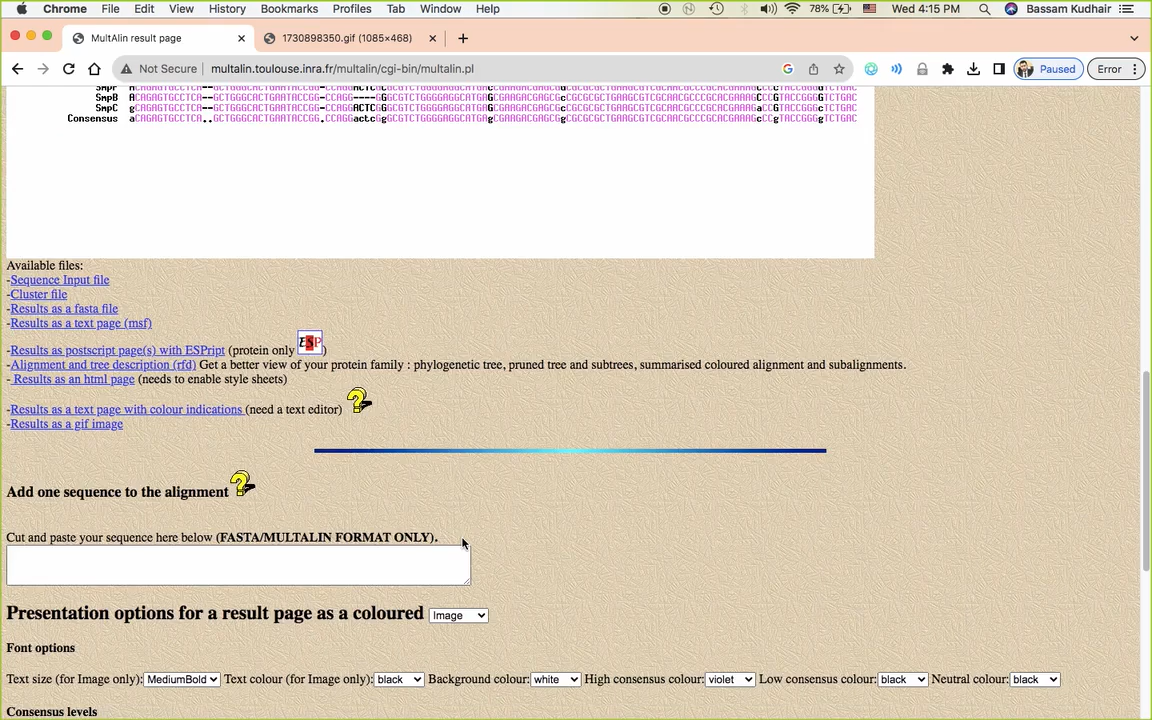 Chrome File Edit View History Bookmarks Profiles Tab Window Help 78% Wed 4:15 PM Bassam Kudhair
MultAlin result page 1730898350.gif (1085×468)
Not Secure multalin.toulouse.inra.fr/multalin/cgi-bin/multalin.pl Paused Error
SmpB
SmpC
Consensus
Available files:
-Sequence Input file
-Cluster file
-Results as a fasta file
-Results as a text page (msf)
-Results as postscript page(s) with ESPript (protein only ESP)
-Alignment and tree description (rfd) Get a better view of your protein family : phylogenetic tree, pruned tree and subtrees, summarised coloured alignment and subalignments.
- Results as an html page (needs to enable style sheets)
-Results as a text page with colour indications (need a text editor) ?
-Results as a gif image
Add one sequence to the alignment ?
Cut and paste your sequence here below (FASTA/MULTALIN FORMAT ONLY).
Presentation options for a result page as a coloured Image
Font options
Text size (for Image only): MediumBold Text colour (for Image only): black Background colour: white High consensus colour: violet Low consensus colour: black Neutral colour: black
Consensus levels